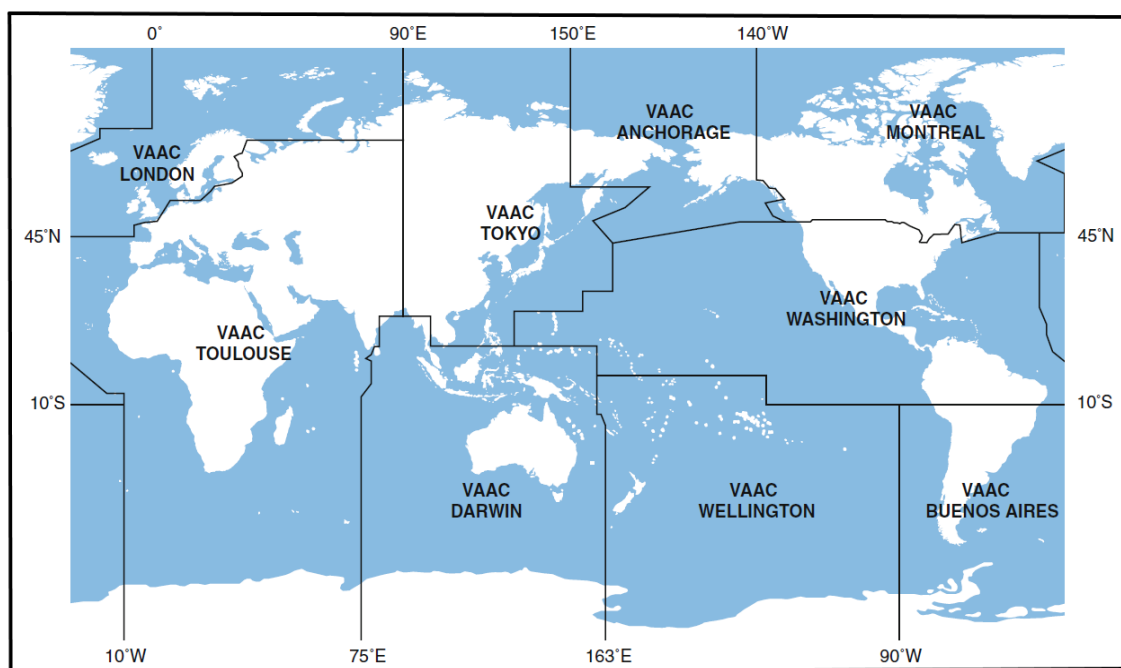 0° 90°E 150°E 140°W
VAAC
ANCHORAGE
VAAC
MONTREAL
VAAC
LONDON
VAAC
TOKYO
45°N 45°N
VAAC
WASHINGTON
VAAC
TOULOUSE
10°S 10°S
VAAC
DARWIN
VAAC
WELLINGTON
VAAC
BUENOS AIRES
10°W 75°E 163°E 90°W